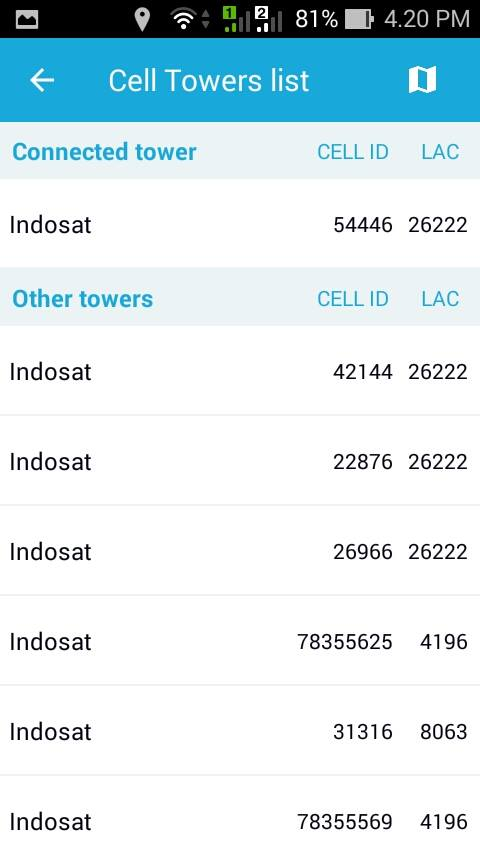 1 2 81% 4.20 PM
Cell Towers list
Connected tower CELL ID LAC
Indosat 54446 26222
Other towers CELL ID LAC
Indosat 42144 26222
Indosat 22876 26222
Indosat 26966 26222
Indosat 78355625 4196
Indosat 31316 8063
Indosat 78355569 4196